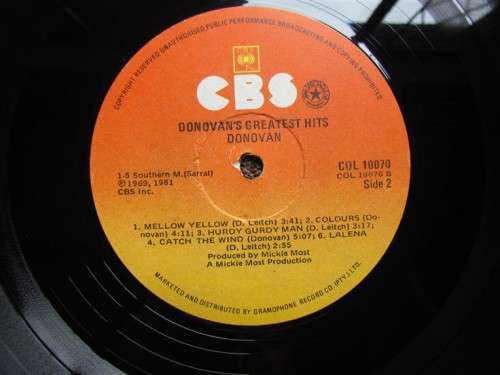 COPYRIGHT RESERVED, UNAUTHORISED PUBLIC PERFORMANCE BROADCASTING AND COPYING PROHIBITED
CBS
DONOVAN'S GREATEST HITS
DONOVAN
COL 10070
COL 10070 B
Side 2
1-5 Southern M.(Sarral)
Ⓟ1969, 1981
CBS Inc.
1. MELLOW YELLOW (D. Leitch) 3:41; 2. COLOURS (Do-
novan) 4:11; 3. HURDY GURDY MAN (D. Leitch) 3:17;
4. CATCH THE WIND (Donovan) 5:07; 6. LALENA
(D. Leitch) 2:55
Produced by Mickie Most
A Mickie Most Production
MARKETED AND DISTRIBUTED BY GRAMOPHONE RECORD CO. (PTY.) LTD.